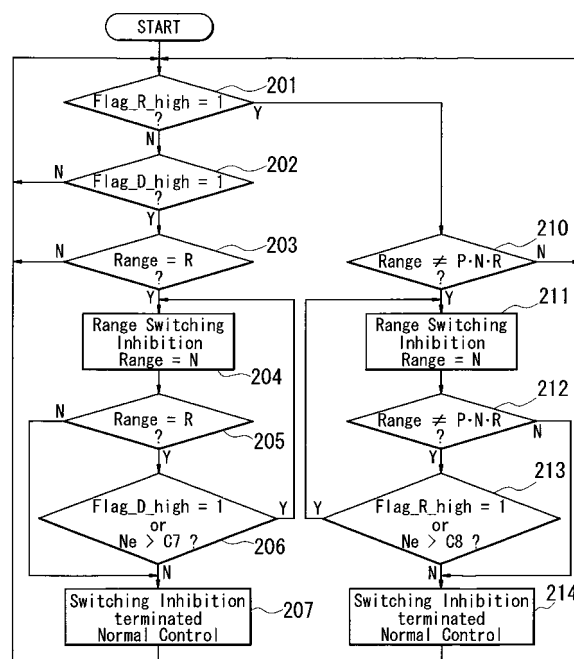 START
Flag_R_high = 1
?
201
Y
N
Flag_D_high = 1
?
202
N
Y
Range = R
?
203
N
Y
Range ≠ P·N·R
?
210
N
Y
Range Switching
Inhibition
Range = N
204
Range Switching
Inhibition
Range = N
211
Range = R
?
205
N
Y
Range ≠ P·N·R
?
212
N
Y
Flag_D_high = 1
or
Ne > C7 ?
206
Y
N
Flag_R_high = 1
or
Ne > C8 ?
213
Y
N
Switching Inhibition
terminated
Normal Control
207
Switching Inhibition
terminated
Normal Control
214